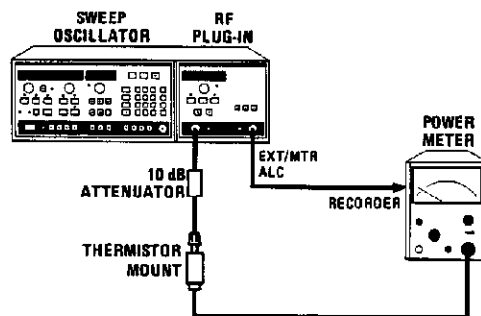 SWEEP
OSCILLATOR
RF
PLUG-IN
POWER
METER
EXT/MTR
ALC
RECORDER
10 dB
ATTENUATOR
THERMISTOR
MOUNT